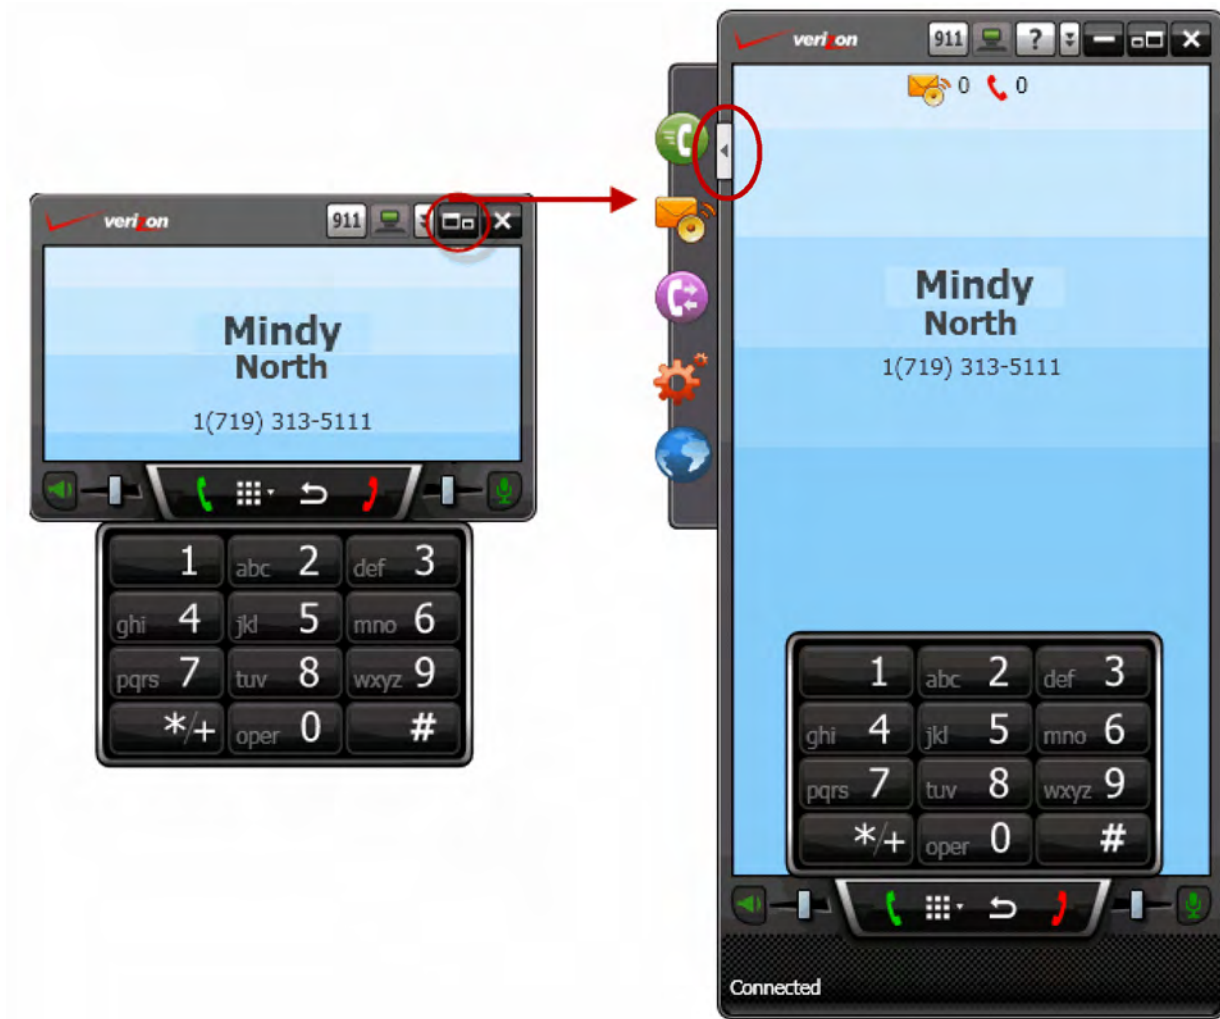 verizon 911
Mindy
North
1(719) 313-5111
1 abc 2 def 3
ghi 4 jkl 5 mno 6
pqrs 7 tuv 8 wxyz 9
*/+ oper 0 #
verizon 911 ?
0 0
Mindy
North
1(719) 313-5111
1 abc 2 def 3
ghi 4 jkl 5 mno 6
pqrs 7 tuv 8 wxyz 9
*/+ oper 0 #
Connected